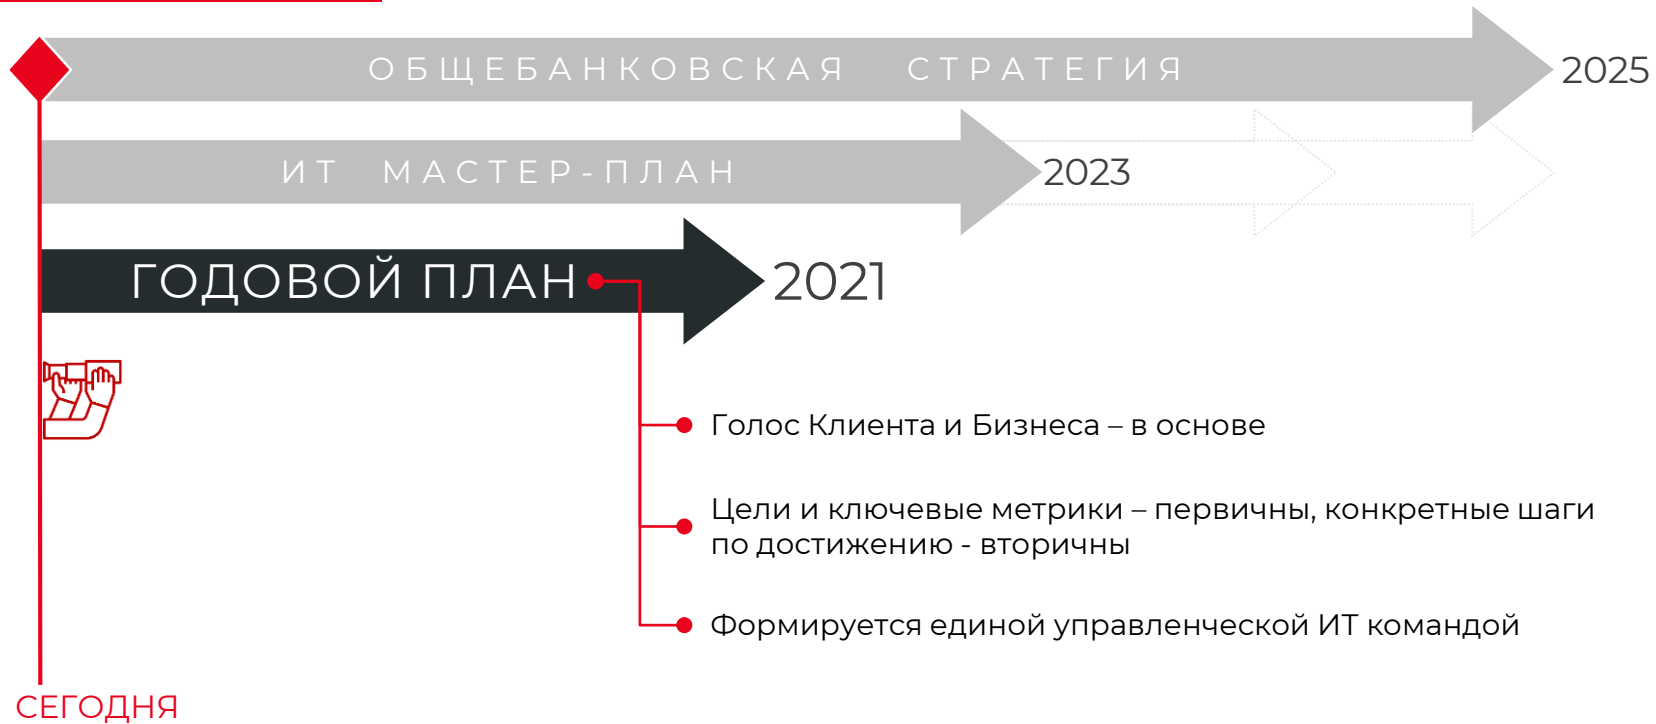 ОБЩЕБАНКОВСКАЯ СТРАТЕГИЯ
2025
ИТ МАСТЕР-ПЛАН
2023
ГОДОВОЙ ПЛАН
2021
Голос Клиента и Бизнеса – в основе
Цели и ключевые метрики – первичны, конкретные шаги
по достижению - вторичны
Формируется единой управленческой ИТ командой
СЕГОДНЯ